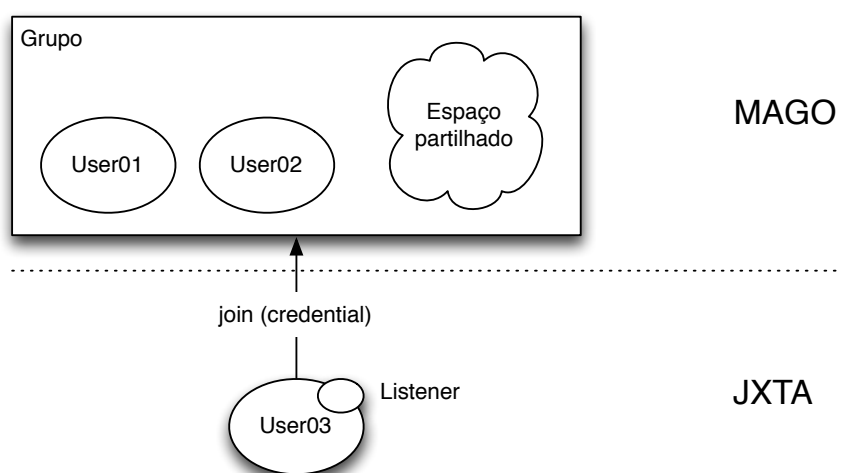 Grupo
Espaço
partilhado
MAGO
User01
User02
join (credential)
Listener
JXTA
User03